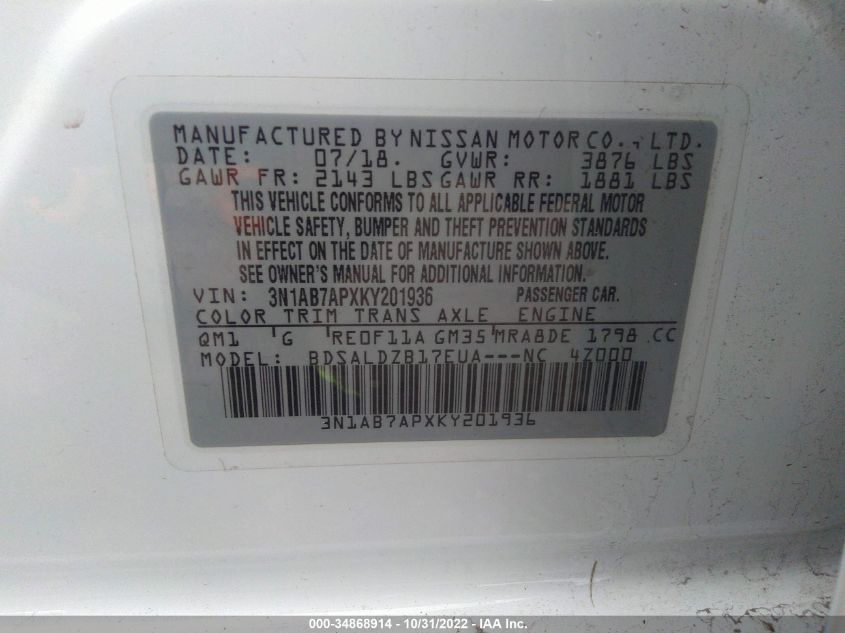 MANUFACTURED BY NISSAN MOTOR CO., LTD.
DATE: 07/18. GVWR: 3876 LBS
GAWR FR: 2143 LBS GAWR RR: 1881 LBS
THIS VEHICLE CONFORMS TO ALL APPLICABLE FEDERAL MOTOR
VEHICLE SAFETY, BUMPER AND THEFT PREVENTION STANDARDS
IN EFFECT ON THE DATE OF MANUFACTURE SHOWN ABOVE.
SEE OWNER'S MANUAL FOR ADDITIONAL INFORMATION.
VIN: 3N1AB7APXKY201936 PASSENGER CAR.
COLOR TRIM TRANS AXLE ENGINE
QM1 G RE0F11A GM35 MRA8DE 1798 CC
MODEL: BDSALDZB17EUA---NC 4Z000
3N1AB7APXKY201936
000-34868914 - 10/31/2022 - IAA Inc.